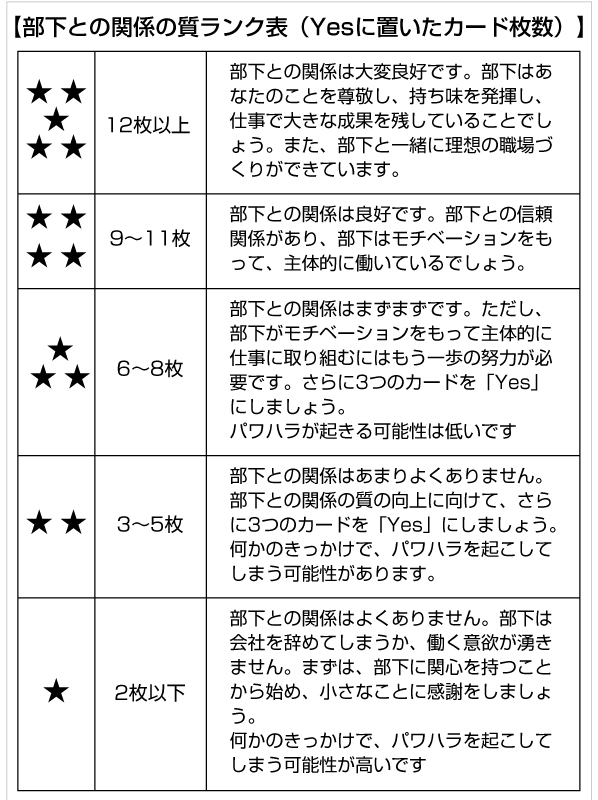 【部下との関係の質ランク表（Yesに置いたカード枚数）】
★★
★
★★
12枚以上
部下との関係は大変良好です。部下はあ
なたのことを尊敬し、持ち味を発揮し、
仕事で大きな成果を残していることでし
ょう。また、部下と一緒に理想の職場づ
くりができています。
★★
★★
9〜11枚
部下との関係は良好です。部下との信頼
関係があり、部下はモチベーションをも
って、主体的に働いているでしょう。
★
★★
6〜8枚
部下との関係はまずまずです。ただし、
部下がモチベーションをもって主体的に
仕事に取り組むにはもう一歩の努力が必
要です。さらに3つのカードを「Yes」
にしましょう。
パワハラが起きる可能性は低いです
★★
3〜5枚
部下との関係はあまりよくありません。
部下との関係の質の向上に向けて、さら
に3つのカードを「Yes」にしましょう。
何かのきっかけで、パワハラを起こして
しまう可能性があります。
★
2枚以下
部下との関係はよくありません。部下は
会社を辞めてしまうか、働く意欲が湧き
ません。まずは、部下に関心を持つこと
から始め、小さなことに感謝をしましょ
う。
何かのきっかけで、パワハラを起こして
しまう可能性が高いです